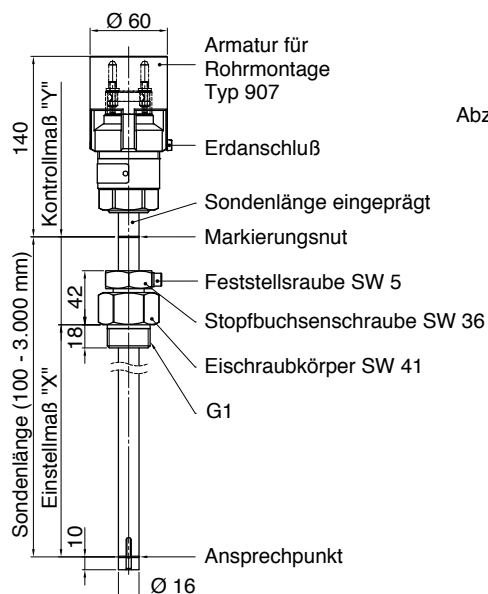 Ø 60
Armatur für
Rohrmontage
Typ 907
Abz
140
Kontrollmaß "Y"
Erdanschluß
Sondenlänge eingeprägt
Markierungsnut
Feststellsraube SW 5
42
Stopfbuchsenschraube SW 36
18
Eischraubkörper SW 41
G1
Sondenlänge (100 - 3.000 mm)
Einstellmaß "X"
10
Ansprechpunkt
Ø 16